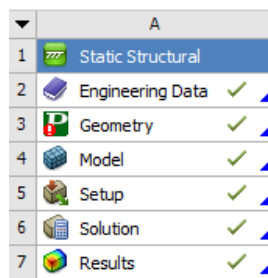 A
1 Static Structural
2 Engineering Data
3 Geometry
4 Model
5 Setup
6 Solution
7 Results